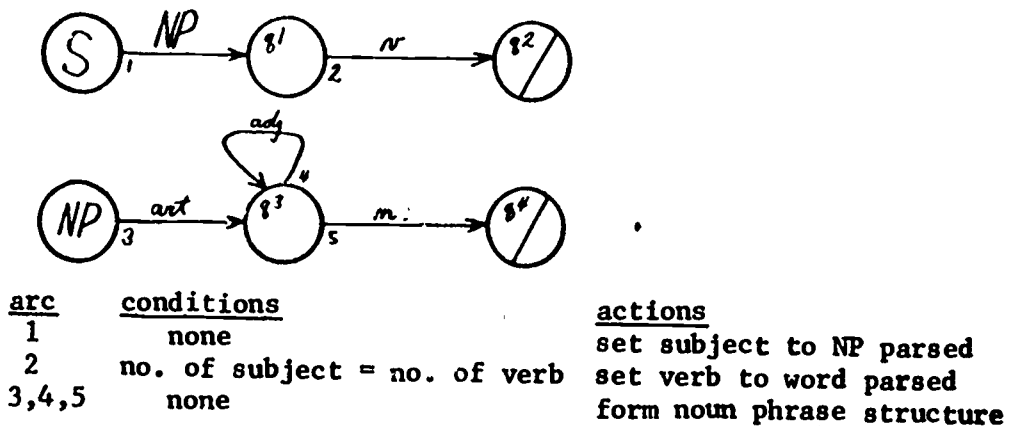 S NP q1 v q2
1 2
adj
4
NP art q3 n. q4
3 5
arc conditions actions
1 none set subject to NP parsed
2 no. of subject = no. of verb set verb to word parsed
3,4,5 none form noun phrase structure